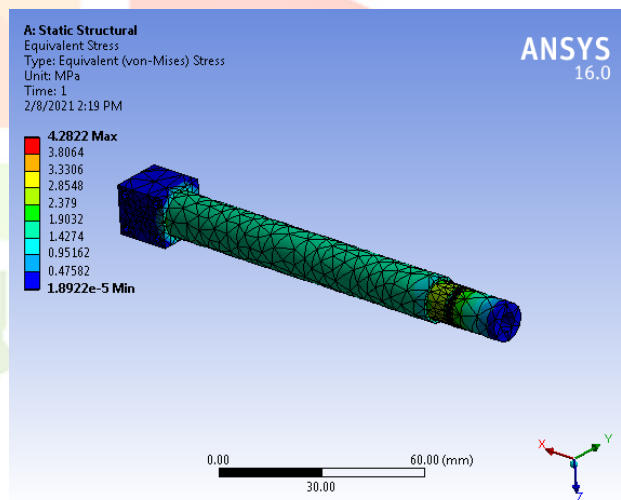 A: Static Structural
Equivalent Stress
Type: Equivalent (von-Mises) Stress
Unit: MPa
Time: 1
2/8/2021 2:19 PM
ANSYS
16.0
4.2822 Max
3.8064
3.3306
2.8548
2.379
1.9032
1.4274
0.95162
0.47582
1.8922e-5 Min
0.00 60.00 (mm)
30.00
X Y
Z